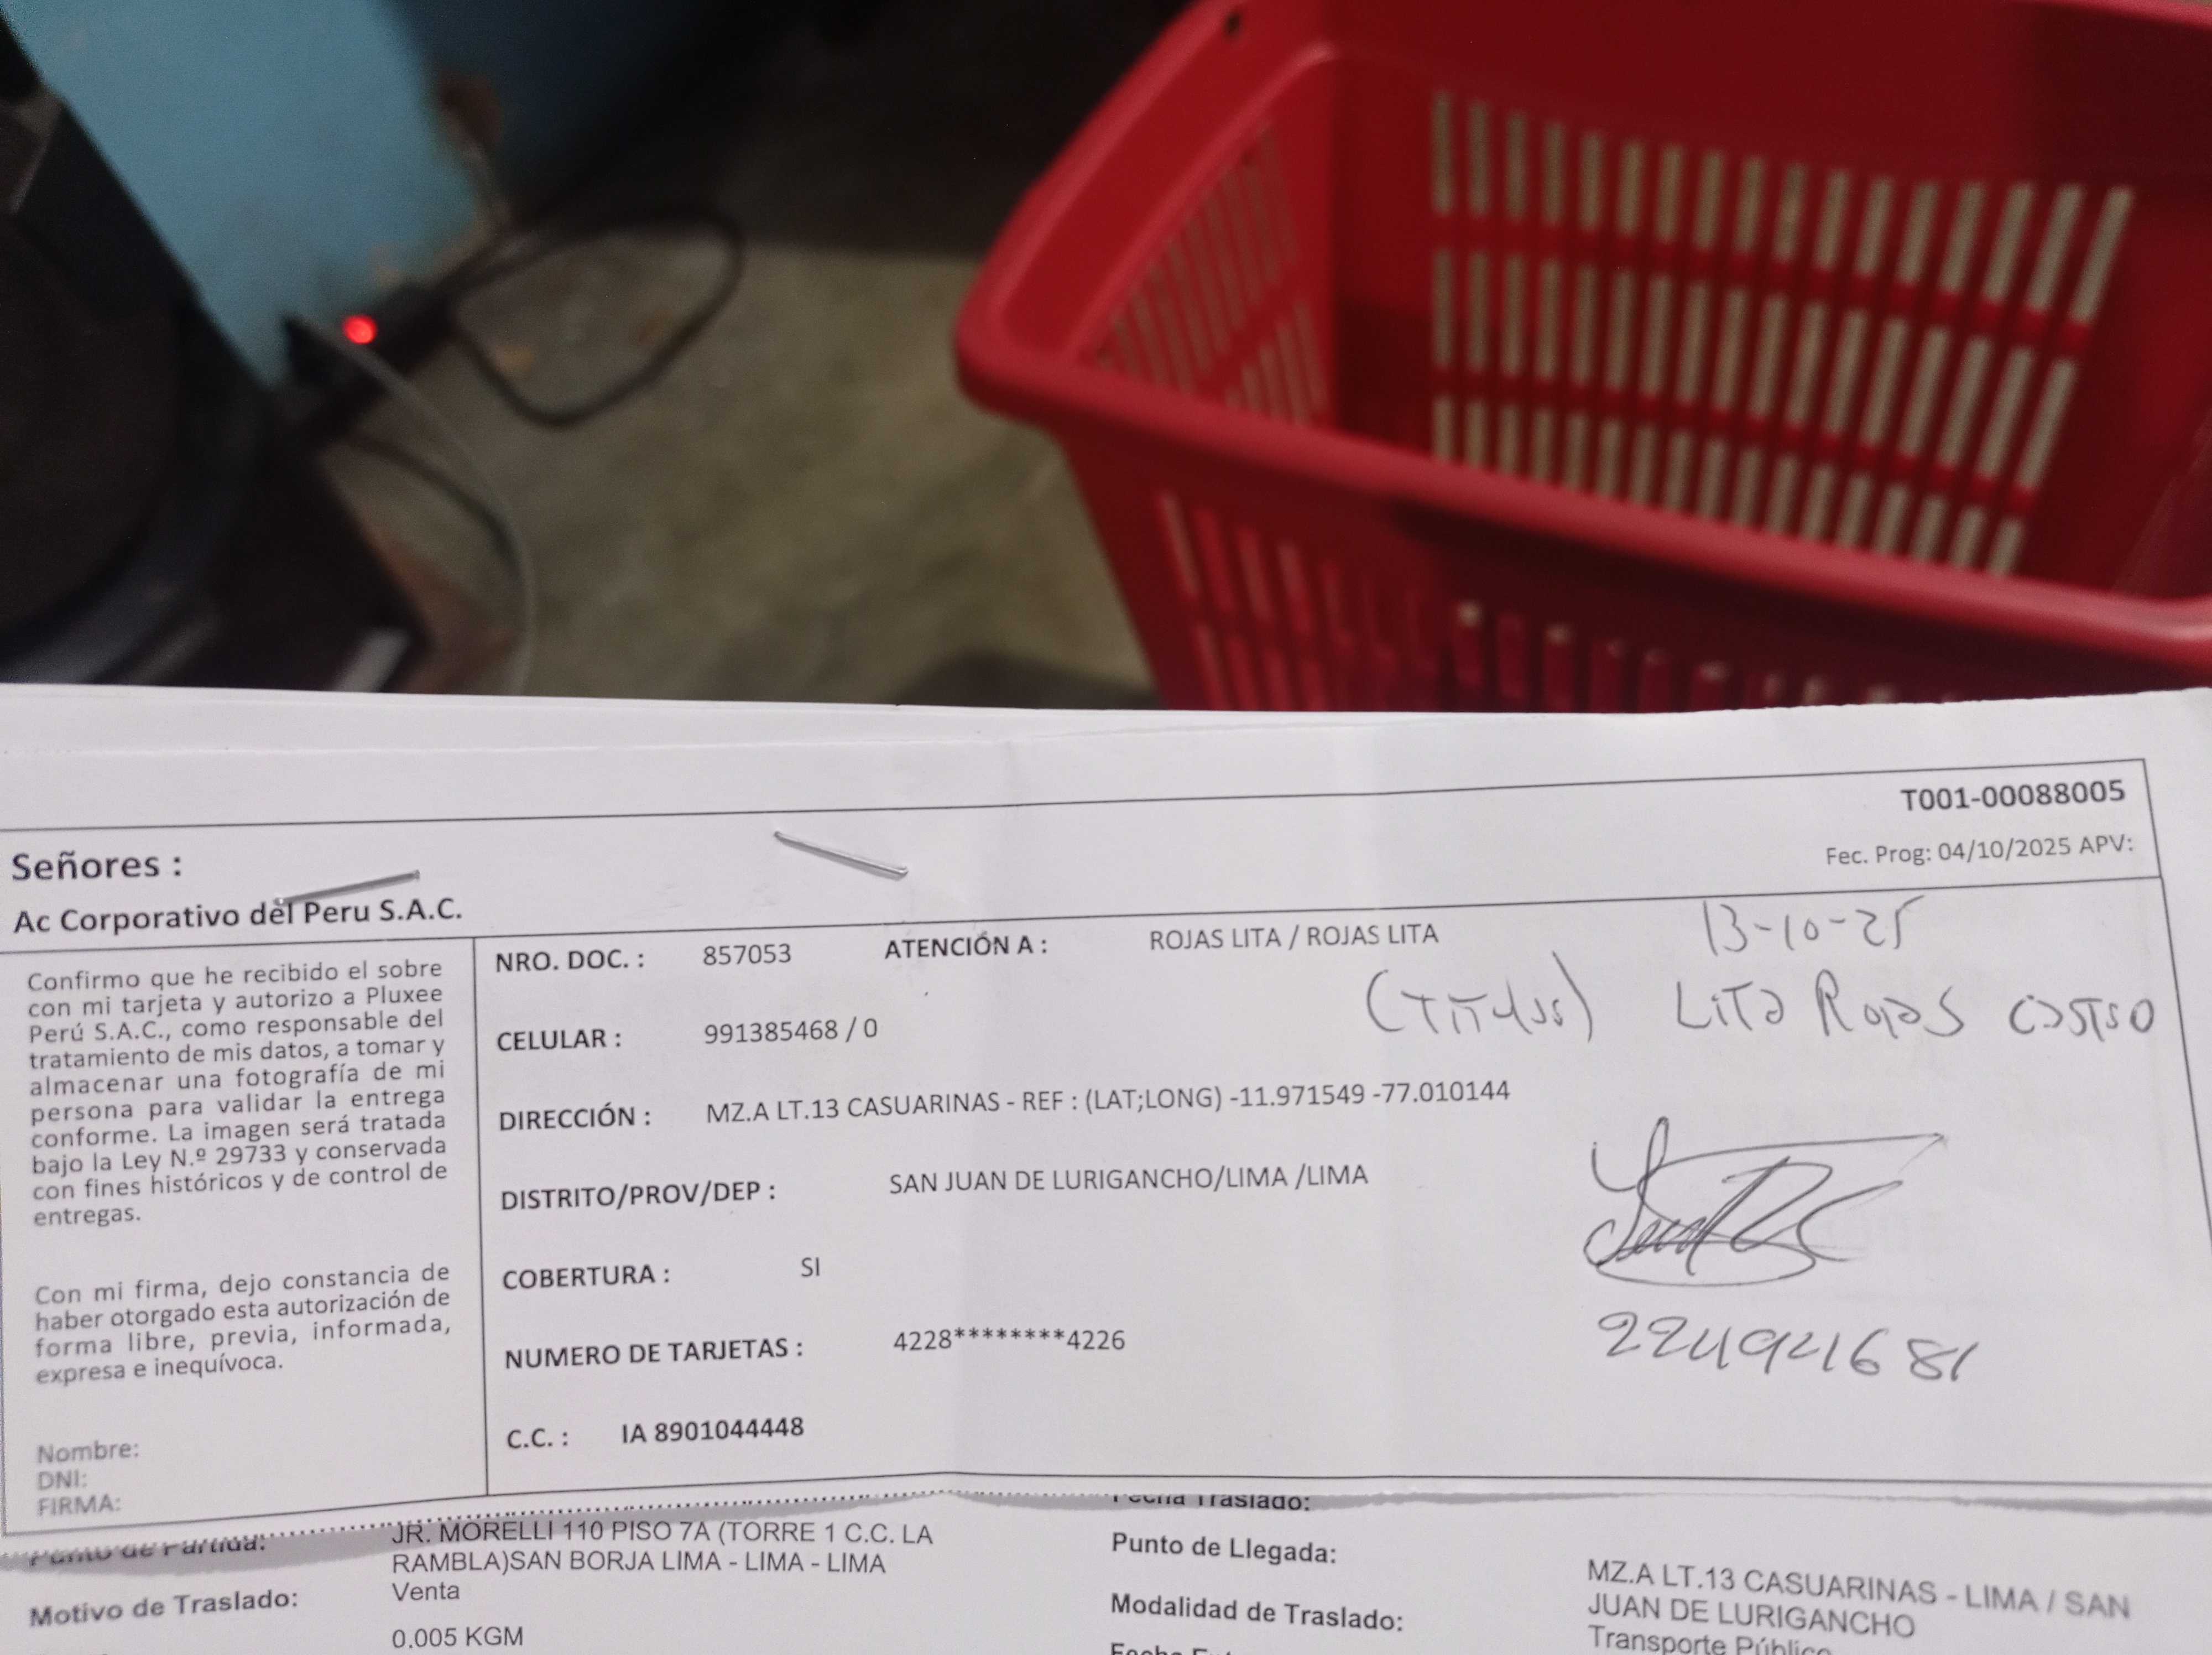 T001-00088005
Fec. Prog: 04/10/2025 APV:
Señores :
Ac Corporativo del Peru S.A.C.
Confirmo que he recibido el sobre
con mi tarjeta y autorizo a Pluxee
Perú S.A.C., como responsable del
tratamiento de mis datos, a tomar y
almacenar una fotografía de mi
persona para validar la entrega
conforme. La imagen será tratada
bajo la Ley N.º 29733 y conservada
con fines históricos y de control de
entregas.
Con mi firma, dejo constancia de
haber otorgado esta autorización de
forma libre, previa, informada,
expresa e inequívoca.
Nombre:
DNI:
FIRMA:
NRO. DOC. : 857053 ATENCIÓN A : ROJAS LITA / ROJAS LITA
CELULAR : 991385468 / 0
DIRECCIÓN : MZ.A LT.13 CASUARINAS - REF : (LAT;LONG) -11.971549 -77.010144
DISTRITO/PROV/DEP : SAN JUAN DE LURIGANCHO/LIMA /LIMA
COBERTURA : SI
NUMERO DE TARJETAS : 4228********4226
C.C. : IA 8901044448
13-10-25
Lita Rojas
Punto de Partida: JR. MORELLI 110 PISO 7A (TORRE 1 C.C. LA
RAMBLA)SAN BORJA LIMA - LIMA - LIMA
Motivo de Traslado: Venta
0.005 KGM
Fecha Traslado:
Punto de Llegada: MZ.A LT.13 CASUARINAS - LIMA / SAN
JUAN DE LURIGANCHO
Modalidad de Traslado: Transporte Público